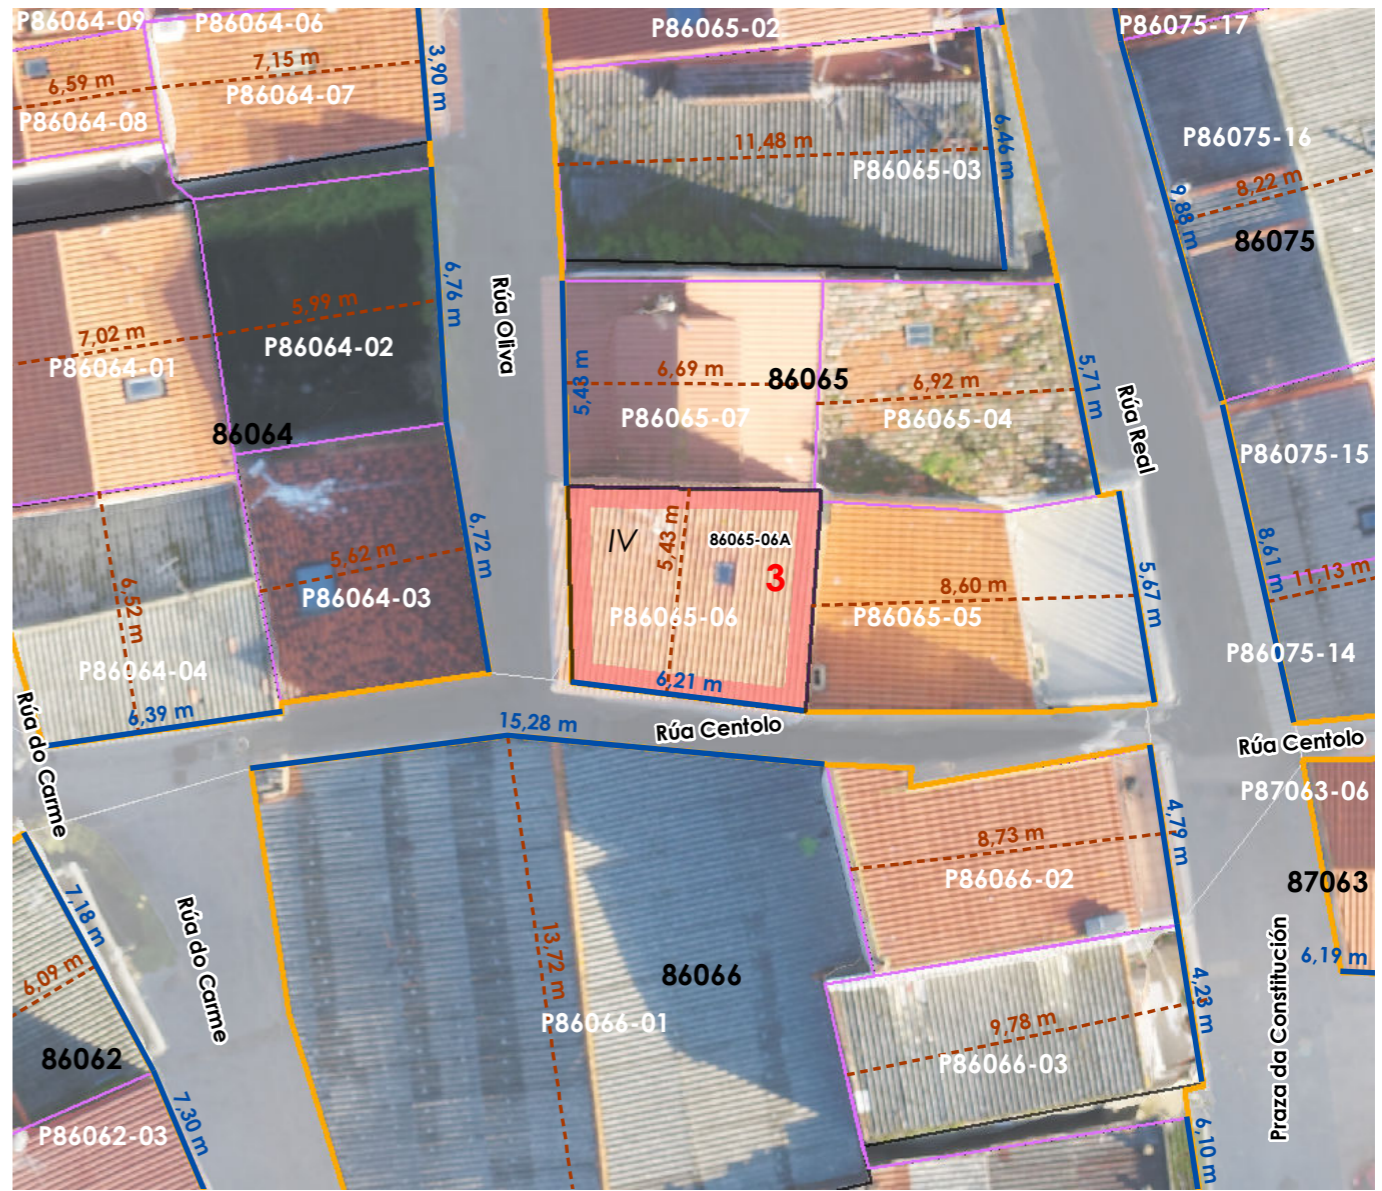 P86064-09
P86064-06
P86065-02
P86075-17
3,90 m
7,15 m
6,59 m
P86064-07
P86064-08
11,48 m
6,46 m
P86065-03
P86075-16
8,22 m
9,88 m
86075
Rúa Oliva
6,76 m
5,99 m
7,02 m
P86064-02
P86064-01
86064
5,43 m
6,69 m
86065
P86065-07
6,92 m
P86065-04
5,71 m
Rúa Real
P86075-15
IV
5,43 m
86065-06A
3
P86065-06
6,21 m
6,72 m
5,62 m
P86064-03
6,52 m
P86064-04
6,39 m
8,60 m
P86065-05
5,67 m
8,61 m
11,13 m
P86075-14
Rúa do Carme
15,28 m
Rúa Centolo
Rúa Centolo
P87063-06
87063
6,19 m
4,79 m
8,73 m
P86066-02
7,18 m
6,09 m
Rúa do Carme
13,72 m
86066
P86066-01
4,23 m
9,78 m
P86066-03
Praza da Constitución
86062
7,30 m
P86062-03
6,10 m